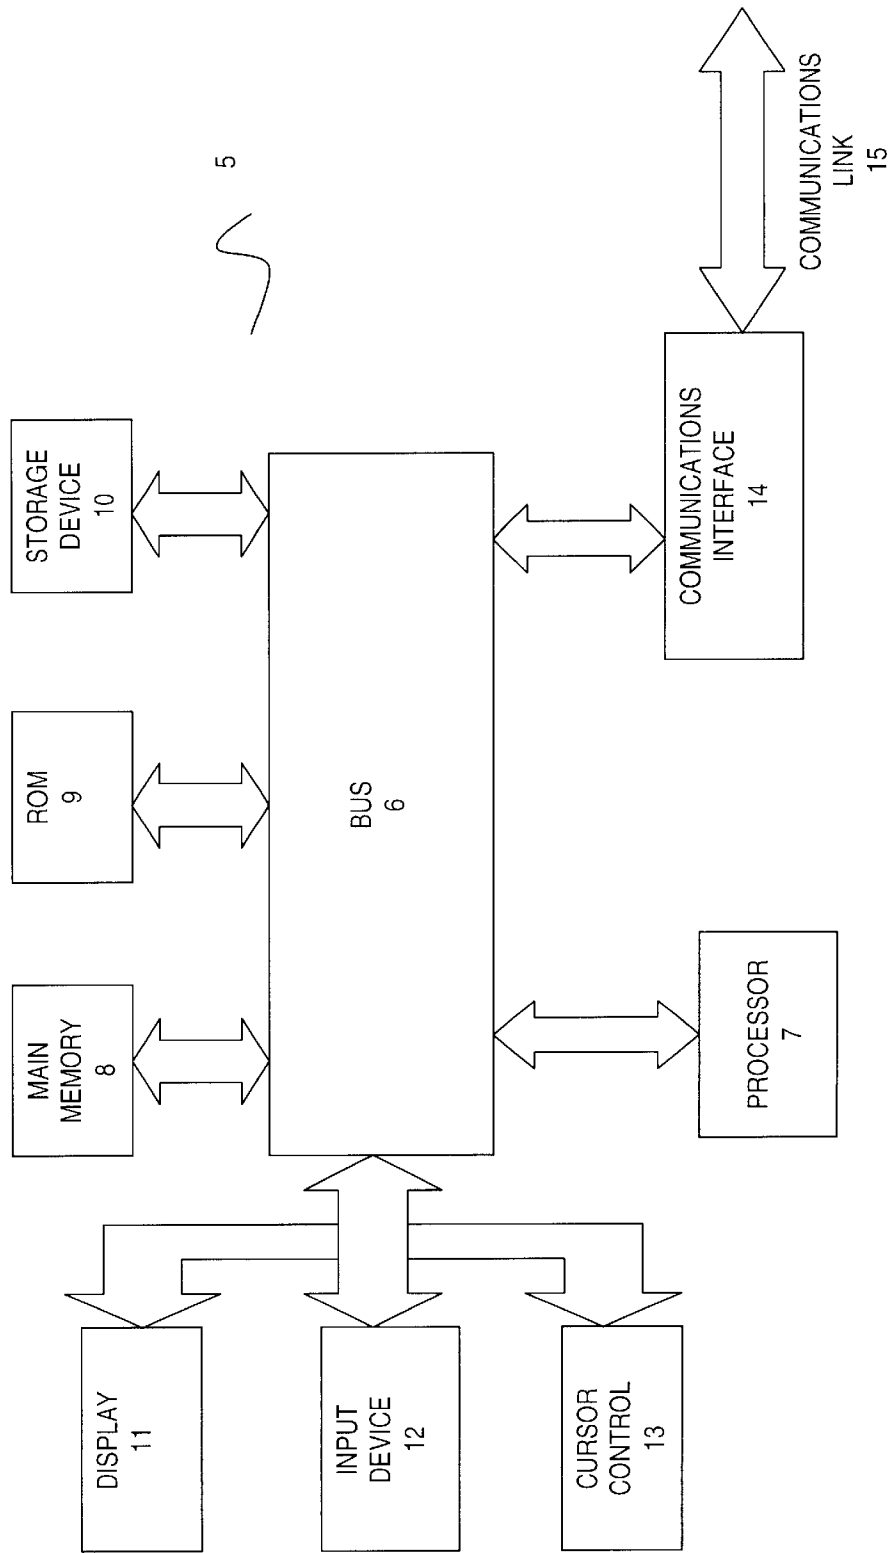 MAIN
MEMORY
8
ROM
9
STORAGE
DEVICE
10
5
DISPLAY
11
INPUT
DEVICE
12
CURSOR
CONTROL
13
BUS
6
PROCESSOR
7
COMMUNICATIONS
INTERFACE
14
COMMUNICATIONS
LINK
15